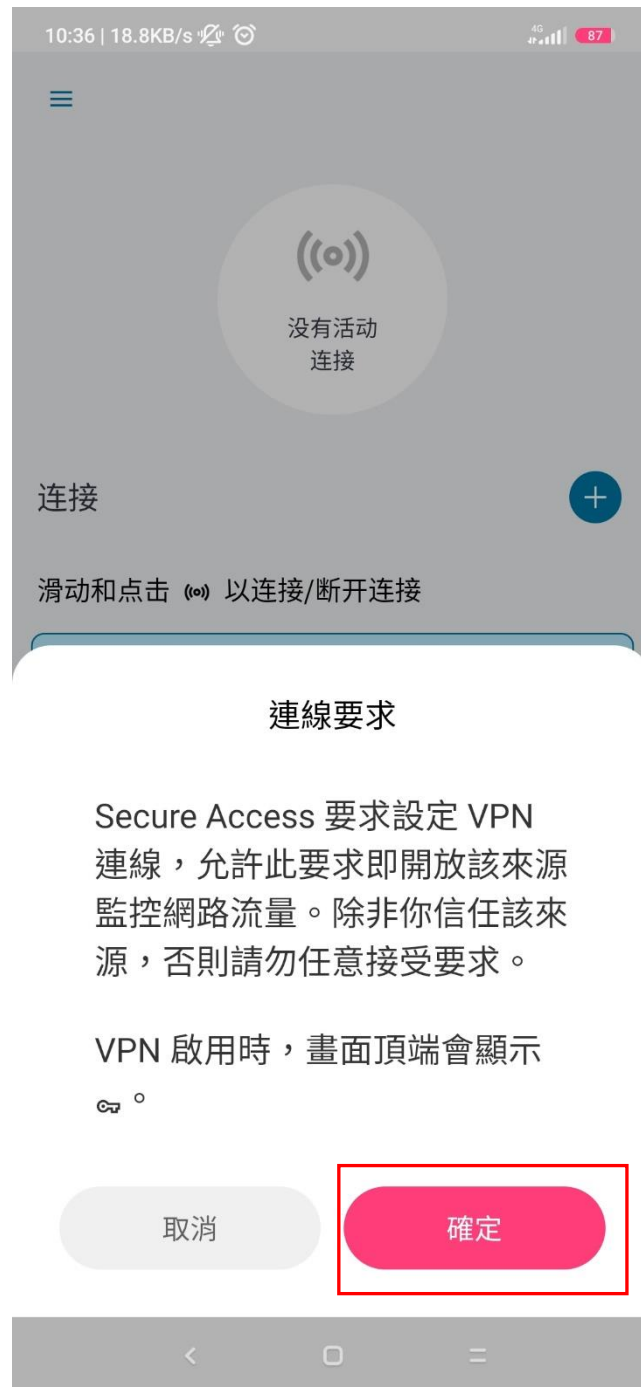 10:36 | 18.8KB/s
4G
87
没有活动
连接
连接
滑动和点击 以连接/断开连接
連線要求
Secure Access 要求設定 VPN
連線，允許此要求即開放該來源
監控網路流量。除非你信任該來
源，否則請勿任意接受要求。
VPN 啟用時，畫面頂端會顯示
。
取消
確定